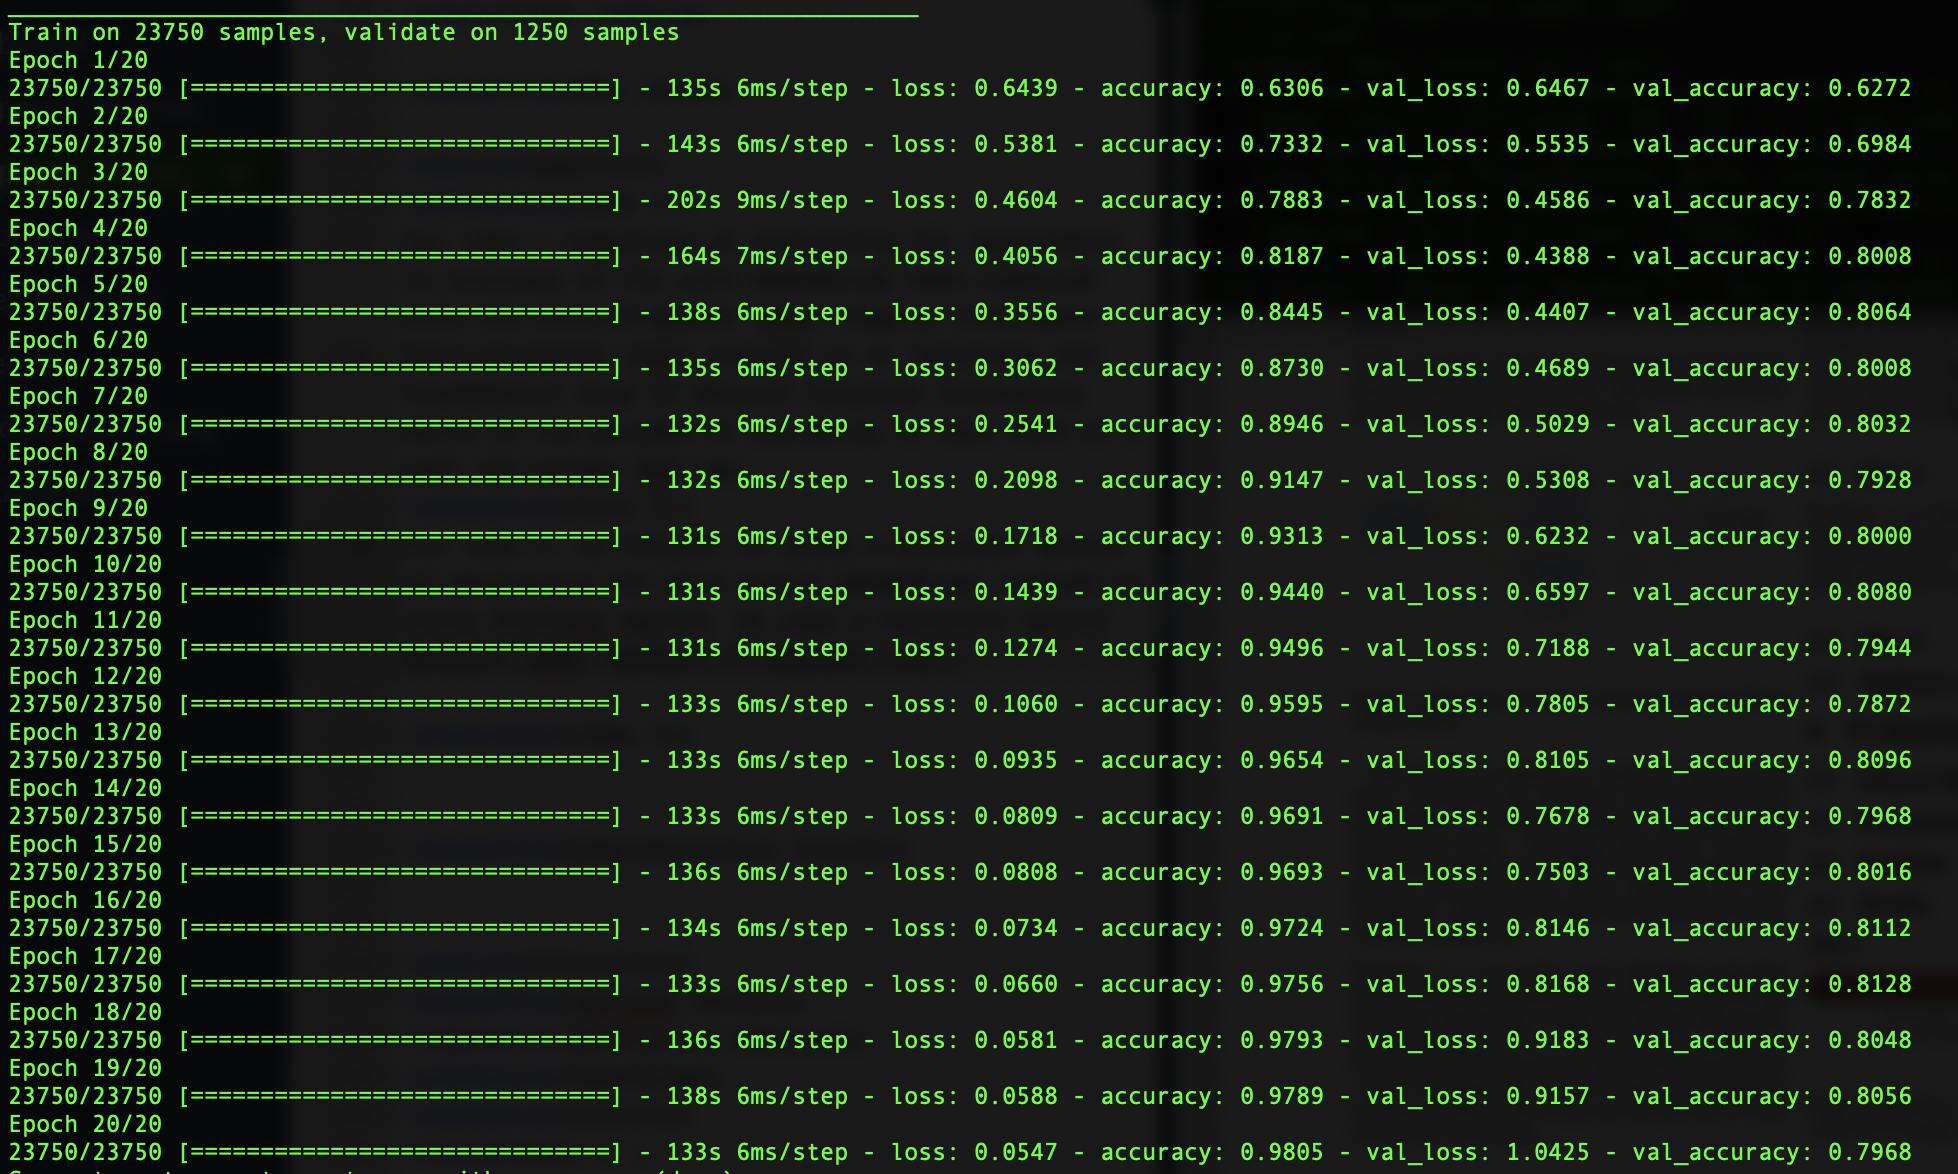 Train on 23750 samples, validate on 1250 samples
Epoch 1/20
23750/23750 [==============================] - 135s 6ms/step - loss: 0.6439 - accuracy: 0.6306 - val_loss: 0.6467 - val_accuracy: 0.6272
Epoch 2/20
23750/23750 [==============================] - 143s 6ms/step - loss: 0.5381 - accuracy: 0.7332 - val_loss: 0.5535 - val_accuracy: 0.6984
Epoch 3/20
23750/23750 [==============================] - 202s 9ms/step - loss: 0.4604 - accuracy: 0.7883 - val_loss: 0.4586 - val_accuracy: 0.7832
Epoch 4/20
23750/23750 [==============================] - 164s 7ms/step - loss: 0.4056 - accuracy: 0.8187 - val_loss: 0.4388 - val_accuracy: 0.8008
Epoch 5/20
23750/23750 [==============================] - 138s 6ms/step - loss: 0.3556 - accuracy: 0.8445 - val_loss: 0.4407 - val_accuracy: 0.8064
Epoch 6/20
23750/23750 [==============================] - 135s 6ms/step - loss: 0.3062 - accuracy: 0.8730 - val_loss: 0.4689 - val_accuracy: 0.8008
Epoch 7/20
23750/23750 [==============================] - 132s 6ms/step - loss: 0.2541 - accuracy: 0.8946 - val_loss: 0.5029 - val_accuracy: 0.8032
Epoch 8/20
23750/23750 [==============================] - 132s 6ms/step - loss: 0.2098 - accuracy: 0.9147 - val_loss: 0.5308 - val_accuracy: 0.7928
Epoch 9/20
23750/23750 [==============================] - 131s 6ms/step - loss: 0.1718 - accuracy: 0.9313 - val_loss: 0.6232 - val_accuracy: 0.8000
Epoch 10/20
23750/23750 [==============================] - 131s 6ms/step - loss: 0.1439 - accuracy: 0.9440 - val_loss: 0.6597 - val_accuracy: 0.8080
Epoch 11/20
23750/23750 [==============================] - 131s 6ms/step - loss: 0.1274 - accuracy: 0.9496 - val_loss: 0.7188 - val_accuracy: 0.7944
Epoch 12/20
23750/23750 [==============================] - 133s 6ms/step - loss: 0.1060 - accuracy: 0.9595 - val_loss: 0.7805 - val_accuracy: 0.7872
Epoch 13/20
23750/23750 [==============================] - 133s 6ms/step - loss: 0.0935 - accuracy: 0.9654 - val_loss: 0.8105 - val_accuracy: 0.8096
Epoch 14/20
23750/23750 [==============================] - 133s 6ms/step - loss: 0.0809 - accuracy: 0.9691 - val_loss: 0.7678 - val_accuracy: 0.7968
Epoch 15/20
23750/23750 [==============================] - 136s 6ms/step - loss: 0.0808 - accuracy: 0.9693 - val_loss: 0.7503 - val_accuracy: 0.8016
Epoch 16/20
23750/23750 [==============================] - 134s 6ms/step - loss: 0.0734 - accuracy: 0.9724 - val_loss: 0.8146 - val_accuracy: 0.8112
Epoch 17/20
23750/23750 [==============================] - 133s 6ms/step - loss: 0.0660 - accuracy: 0.9756 - val_loss: 0.8168 - val_accuracy: 0.8128
Epoch 18/20
23750/23750 [==============================] - 136s 6ms/step - loss: 0.0581 - accuracy: 0.9793 - val_loss: 0.9183 - val_accuracy: 0.8048
Epoch 19/20
23750/23750 [==============================] - 138s 6ms/step - loss: 0.0588 - accuracy: 0.9789 - val_loss: 0.9157 - val_accuracy: 0.8056
Epoch 20/20
23750/23750 [==============================] - 133s 6ms/step - loss: 0.0547 - accuracy: 0.9805 - val_loss: 1.0425 - val_accuracy: 0.7968